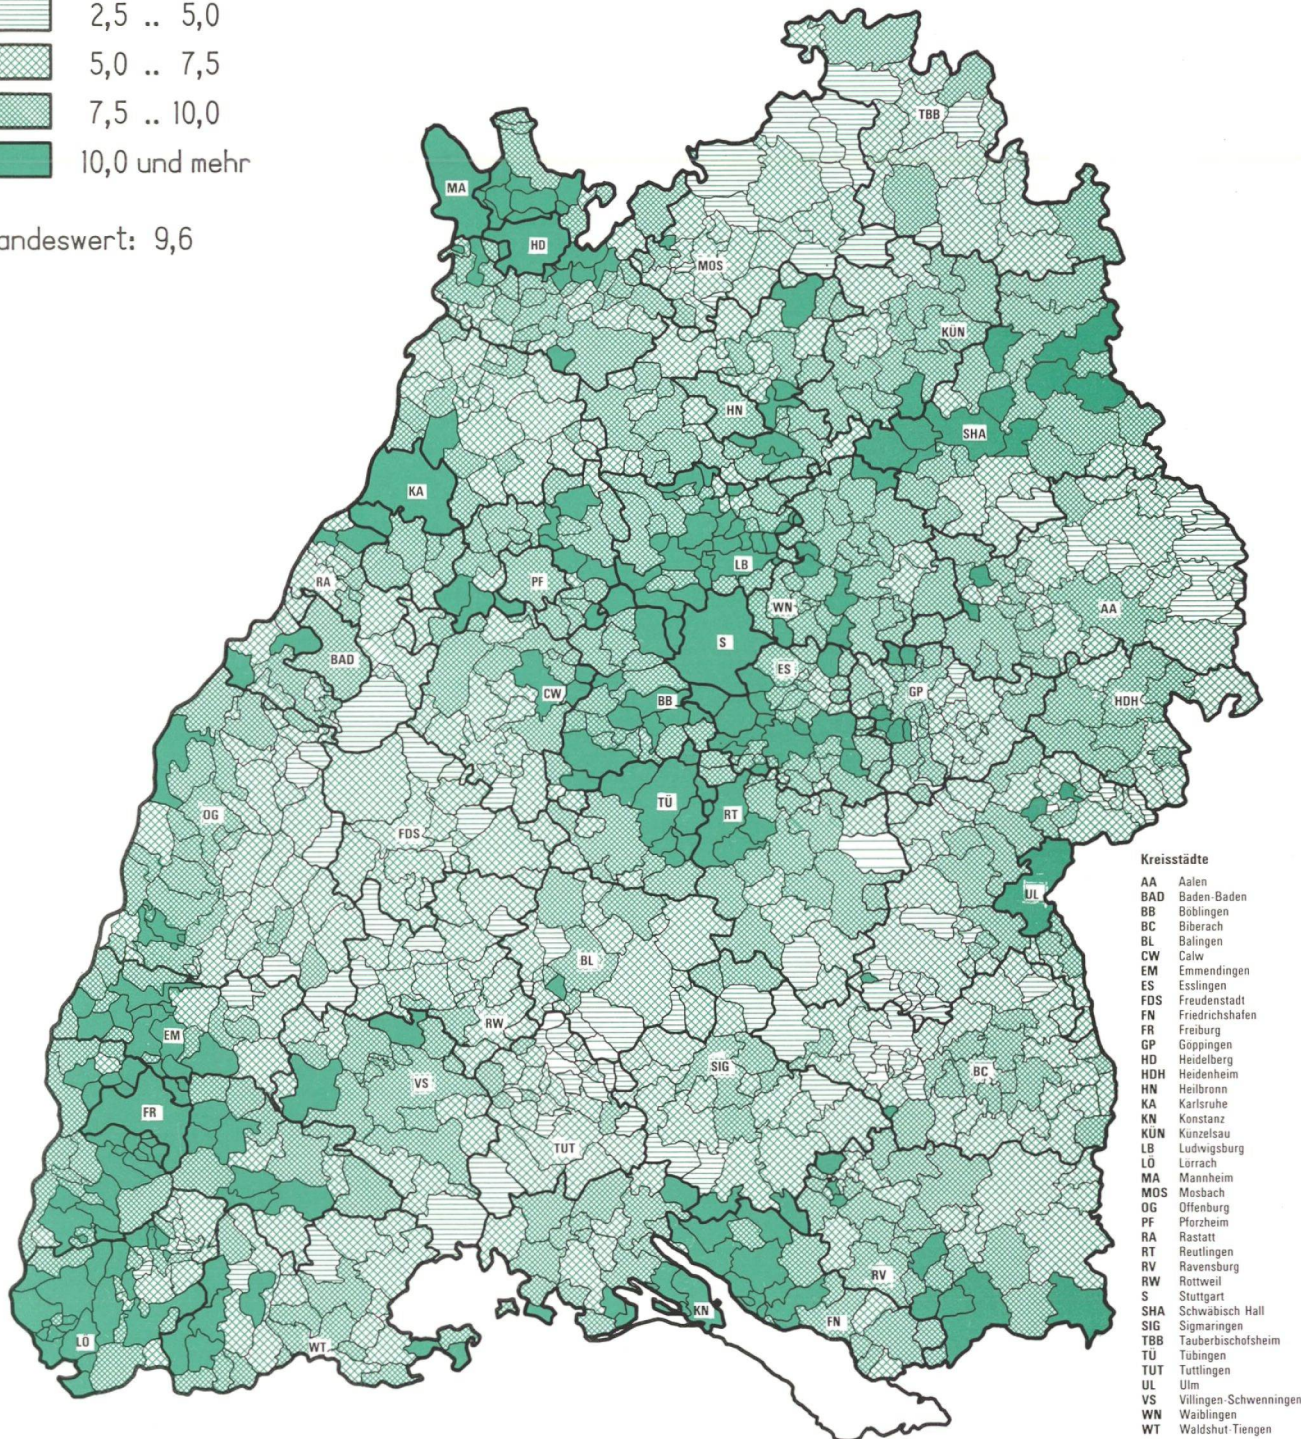 2,5 .. 5,0
5,0 .. 7,5
7,5 .. 10,0
10,0 und mehr
andeswert: 9,6
TBB
MA
HD
MOS
KÜN
HN
SHA
KA
LB
PF
RA
WN
AA
S
BAD
ES
CW
BB
GP
HDH
TÜ
RT
OG
FDS
UL
BL
RW
EM
SIG
BC
VS
FR
TUT
RV
KN
FN
LÖ
WT
Kreisstädte
AA Aalen
BAD Baden-Baden
BB Böblingen
BC Biberach
BL Balingen
CW Calw
EM Emmendingen
ES Esslingen
FDS Freudenstadt
FN Friedrichshafen
FR Freiburg
GP Göppingen
HD Heidelberg
HDH Heidenheim
HN Heilbronn
KA Karlsruhe
KN Konstanz
KÜN Künzelsau
LB Ludwigsburg
LÖ Lörrach
MA Mannheim
MOS Mosbach
OG Offenburg
PF Pforzheim
RA Rastatt
RT Reutlingen
RV Ravensburg
RW Rottweil
S Stuttgart
SHA Schwäbisch Hall
SIG Sigmaringen
TBB Tauberbischofsheim
TÜ Tübingen
TUT Tuttlingen
UL Ulm
VS Villingen-Schwenningen
WN Waiblingen
WT Waldshut-Tiengen